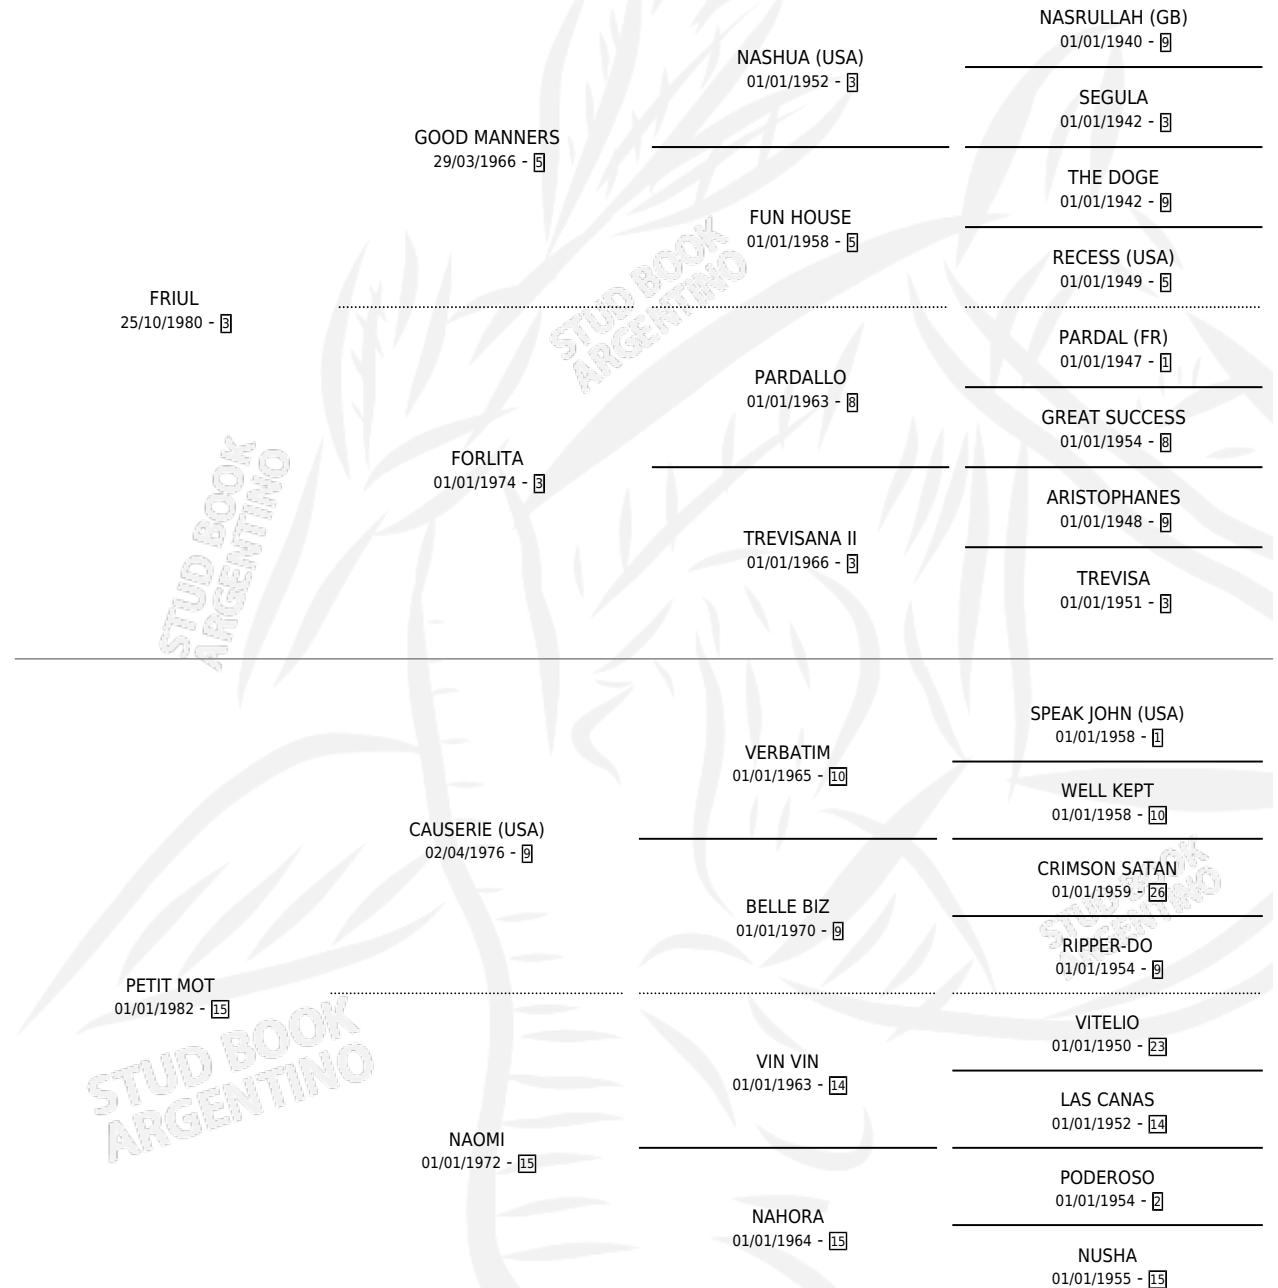 NASRULLAH (GB)
01/01/1940 - 9
NASHUA (USA)
01/01/1952 - 3
SEGULA
01/01/1942 - 3
GOOD MANNERS
29/03/1966 - 5
THE DOGE
01/01/1942 - 9
FUN HOUSE
01/01/1958 - 5
RECESS (USA)
01/01/1949 - 5
FRIUL
25/10/1980 - 3
PARDAL (FR)
01/01/1947 - 1
PARDALLO
01/01/1963 - 8
GREAT SUCCESS
01/01/1954 - 8
FORLITA
01/01/1974 - 3
ARISTOPHANES
01/01/1948 - 9
TREVISANA II
01/01/1966 - 3
TREVISA
01/01/1951 - 3
SPEAK JOHN (USA)
01/01/1958 - 1
VERBATIM
01/01/1965 - 10
WELL KEPT
01/01/1958 - 10
CAUSERIE (USA)
02/04/1976 - 9
CRIMSON SATAN
01/01/1959 - 26
BELLE BIZ
01/01/1970 - 9
RIPPER-DO
01/01/1954 - 9
PETIT MOT
01/01/1982 - 15
VITELIO
01/01/1950 - 23
VIN VIN
01/01/1963 - 14
LAS CANAS
01/01/1952 - 14
NAOMI
01/01/1972 - 15
PODEROSO
01/01/1954 - 2
NAHORA
01/01/1964 - 15
NUSHA
01/01/1955 - 15
STUD BOOK
ARGENTINO
STUD BOOK
ARGENTINO
STUD BOOK
ARGENTINO
STUD BOOK
ARGENTINO